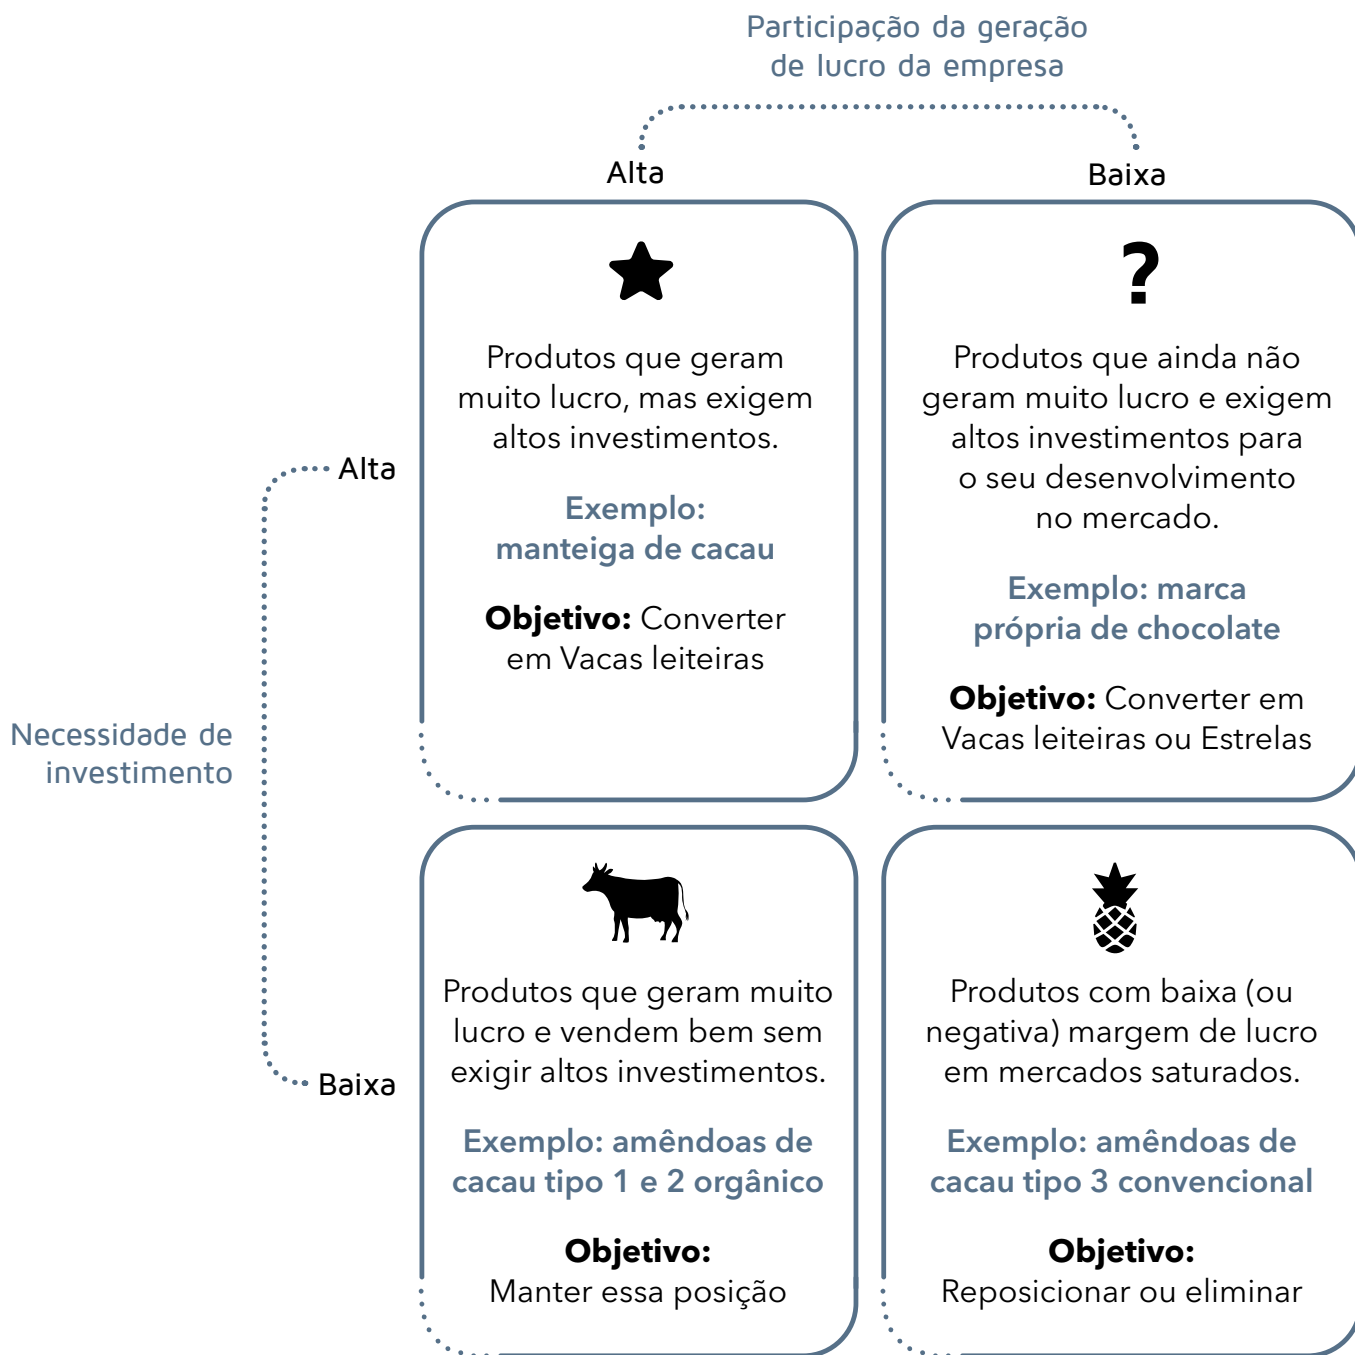 Participação da geração
de lucro da empresa
Alta
Baixa
Necessidade de
investimento
Alta
?
Produtos que geram
muito lucro, mas exigem
altos investimentos.
Exemplo:
manteiga de cacau
Objetivo: Converter
em Vacas leiteiras
Produtos que ainda não
geram muito lucro e exigem
altos investimentos para
o seu desenvolvimento
no mercado.
Exemplo: marca
própria de chocolate
Objetivo: Converter em
Vacas leiteiras ou Estrelas
Baixa
Produtos que geram muito
lucro e vendem bem sem
exigir altos investimentos.
Exemplo: amêndoas de
cacau tipo 1 e 2 orgânico
Objetivo:
Manter essa posição
Produtos com baixa (ou
negativa) margem de lucro
em mercados saturados.
Exemplo: amêndoas de
cacau tipo 3 convencional
Objetivo:
Reposicionar ou eliminar